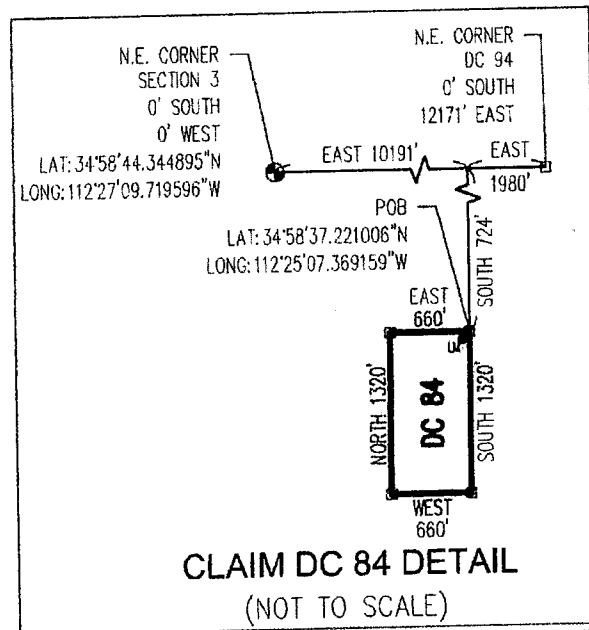 N.E. CORNER
SECTION 3
0' SOUTH
0' WEST
LAT: 34°58'44.344895"N
LONG: 112°27'09.719596"W
N.E. CORNER
DC 94
0' SOUTH
12171' EAST
EAST 10191'
EAST
1980'
POB
LAT: 34°58'37.221006"N
LONG: 112°25'07.369159"W
SOUTH 724'
EAST
660'
NORTH 1320'
DC 84
SOUTH 1320'
WEST
660'
CLAIM DC 84 DETAIL
(NOT TO SCALE)